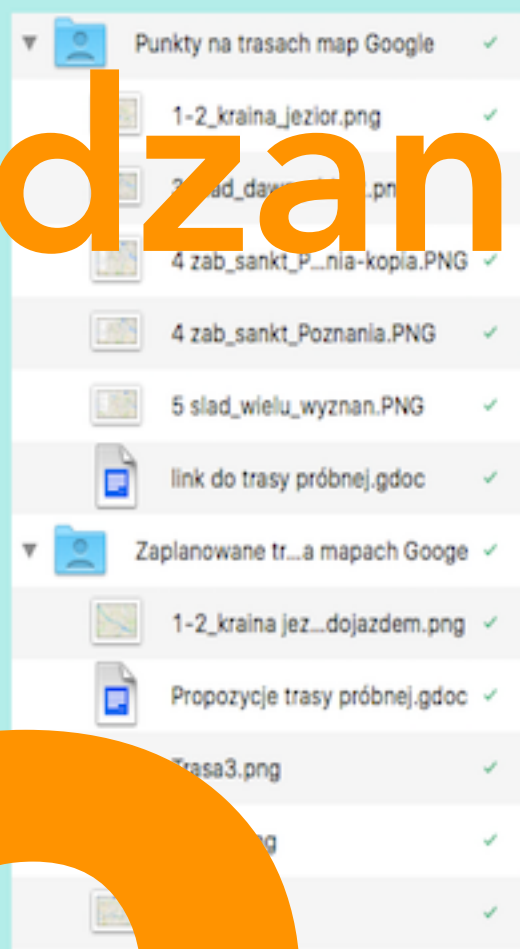 Punkty na trasach map Google
1-2_kraina_jezior.png
dzan
4 zab_sankt_P...nia-kopia.PNG
4 zab_sankt_Poznania.PNG
5 slad_wielu_wyznan.PNG
link do trasy próbnej.gdoc
Zaplanowane tr...a mapach Googe
1-2_kraina jez...dojazdem.png
Propozycje trasy próbnej.gdoc
Trasa3.png